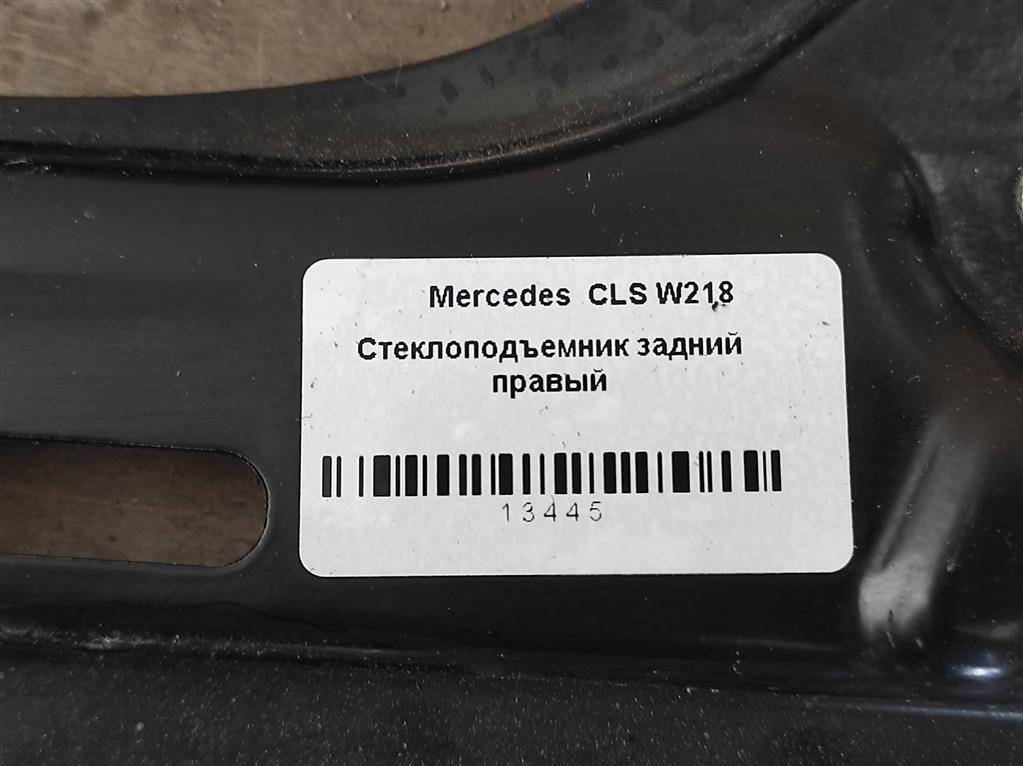 Mercedes CLS W218
Стеклоподъемник задний
правый
13445